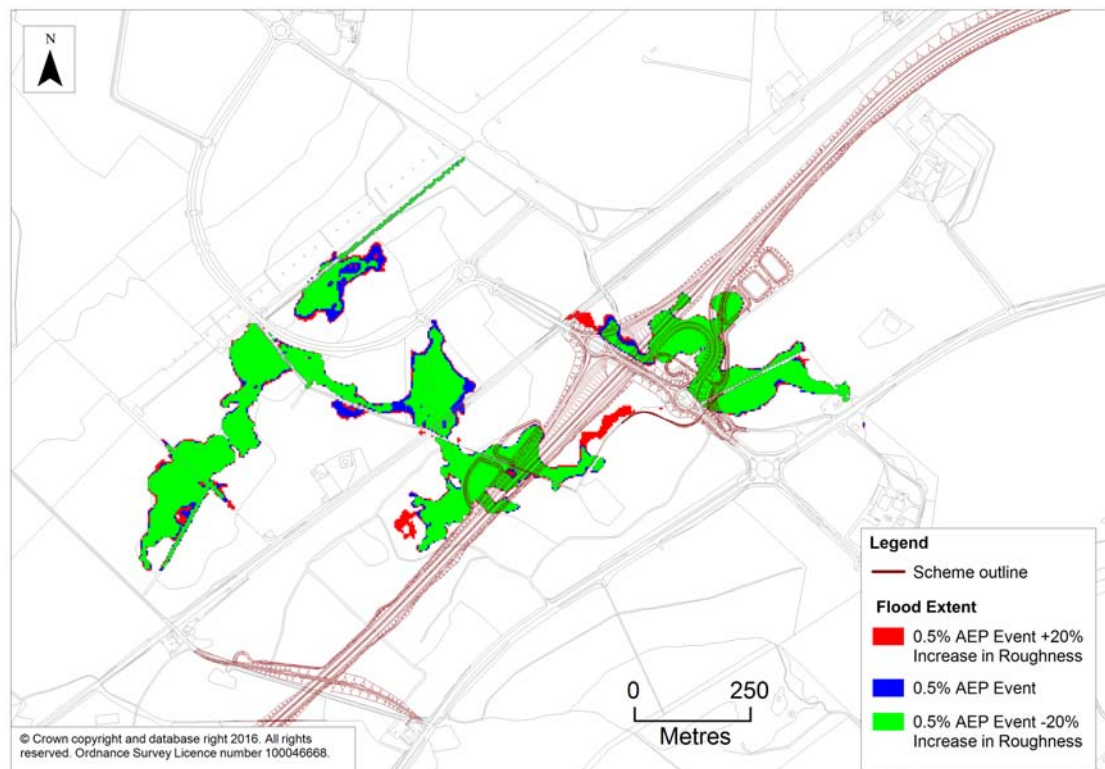 N
Legend
Scheme outline
Flood Extent
0.5% AEP Event +20%
Increase in Roughness
0.5% AEP Event
0.5% AEP Event -20%
Increase in Roughness
0 250
Metres
© Crown copyright and database right 2016. All rights
reserved. Ordnance Survey Licence number 100046668.